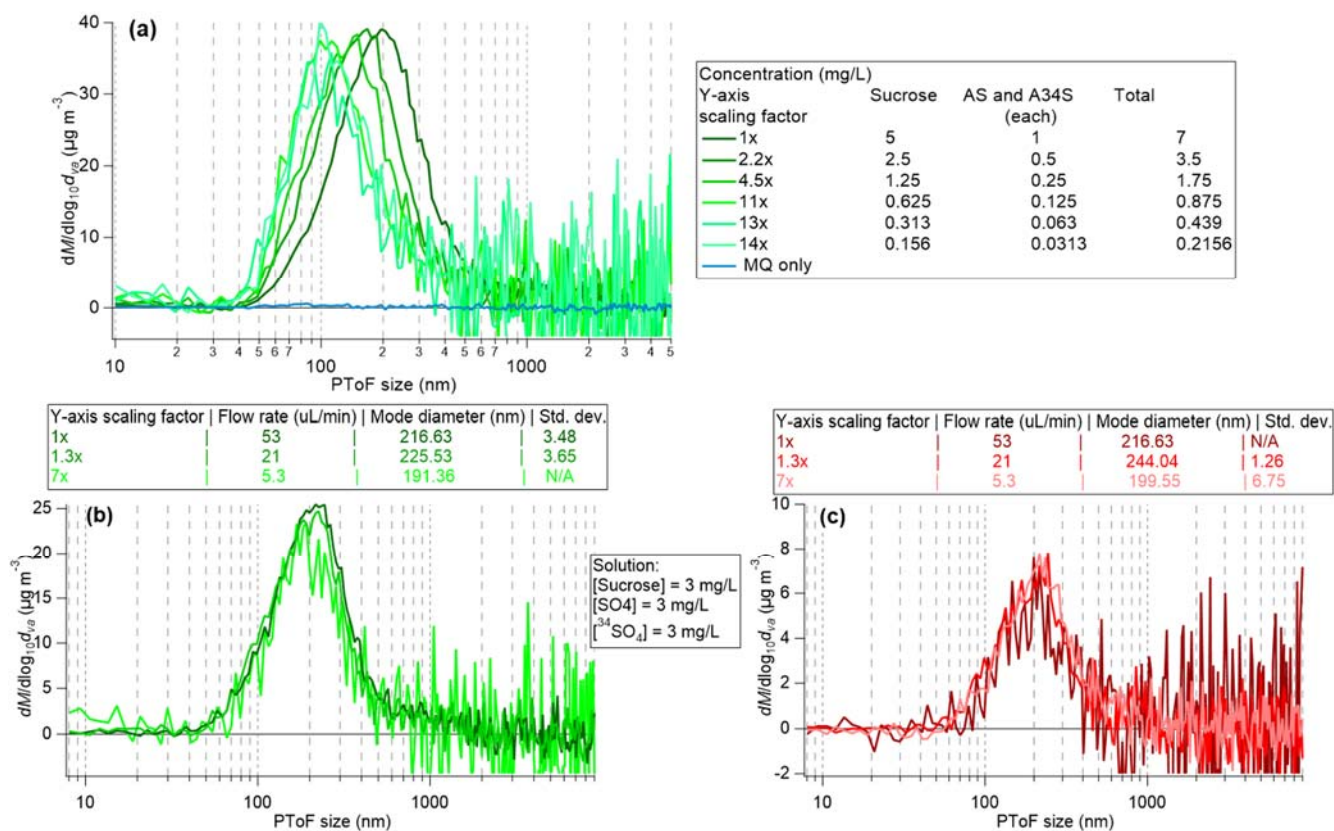 (a)
40
30
20
10
0
dM/dlog10dva (µg m-3)
10 2 3 4 5 6 7 100 2 3 4 5 6 7 1000 2 3 4 5
PToF size (nm)
Concentration (mg/L)
Y-axis Sucrose AS and A34S Total
scaling factor (each)
1x 5 1 7
2.2x 2.5 0.5 3.5
4.5x 1.25 0.25 1.75
11x 0.625 0.125 0.875
13x 0.313 0.063 0.439
14x 0.156 0.0313 0.2156
MQ only
Y-axis scaling factor | Flow rate (uL/min) | Mode diameter (nm) | Std. dev.
1x | 53 | 216.63 | 3.48
1.3x | 21 | 225.53 | 3.65
7x | 5.3 | 191.36 | N/A
(b)
25
20
15
10
5
0
dM/dlog10dva (µg m-3)
10 100 1000
PToF size (nm)
Solution:
[Sucrose] = 3 mg/L
[SO4] = 3 mg/L
[34SO4] = 3 mg/L
Y-axis scaling factor | Flow rate (uL/min) | Mode diameter (nm) | Std. dev.
1x | 53 | 216.63 | N/A
1.3x | 21 | 244.04 | 1.26
7x | 5.3 | 199.55 | 6.75
(c)
10
8
6
4
2
0
-2
dM/dlog10dva (µg m-3)
10 100 1000
PToF size (nm)